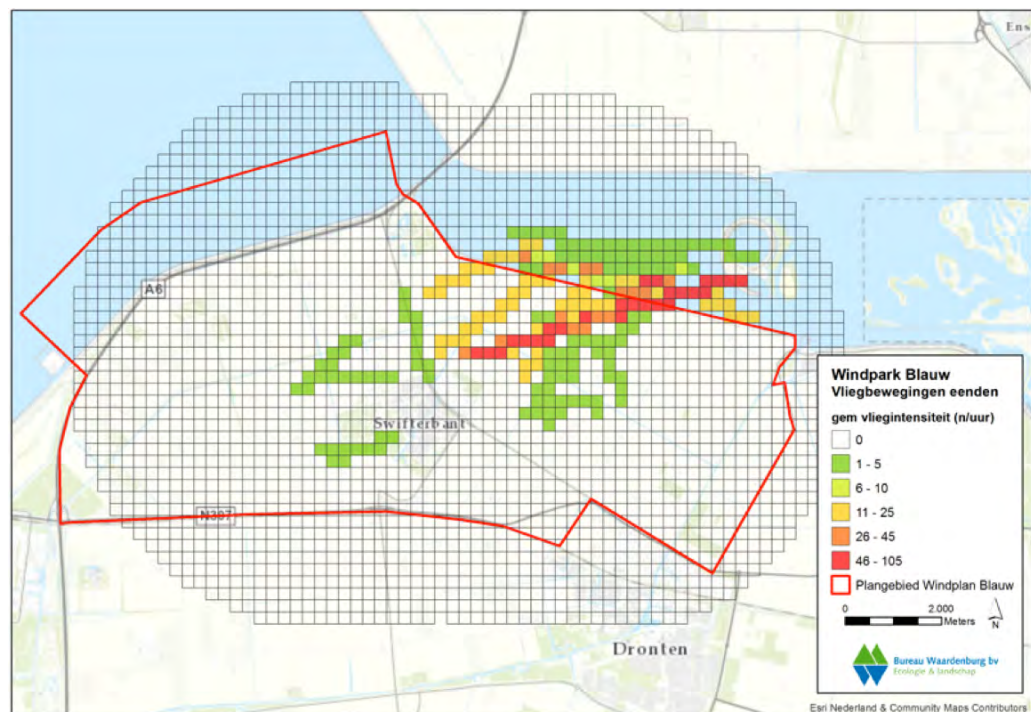 Ens
A6
Swifterbant
N307
Dronten
Windpark Blauw
Vliegbewegingen eenden
gem vliegintensiteit (n/uur)
0
1 - 5
6 - 10
11 - 25
26 - 45
46 - 105
Plangebied Windplan Blauw
0 2.000
Meters
N
Bureau Waardenburg bv
Ecologie & landschap
Esri Nederland & Community Maps Contributors